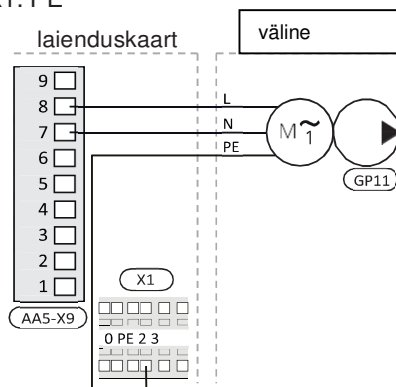 laienduskaart
väline
9
8
7
6
5
4
3
2
1
L
N
PE
M
1
GP11
X1
AA5-X9
0 PE 2 3